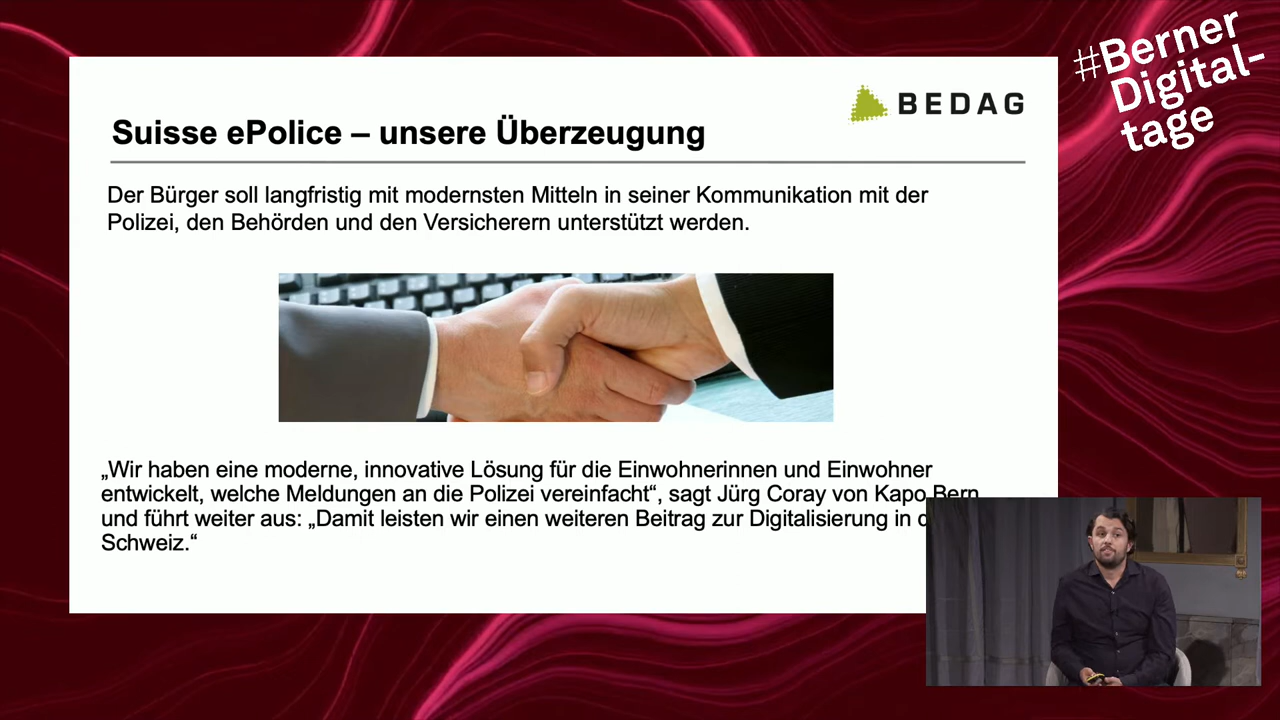 #Berner
Digital-
tage
BEDAG
Suisse ePolice – unsere Überzeugung
Der Bürger soll langfristig mit modernsten Mitteln in seiner Kommunikation mit der
Polizei, den Behörden und den Versicherern unterstützt werden.
„Wir haben eine moderne, innovative Lösung für die Einwohnerinnen und Einwohner
entwickelt, welche Meldungen an die Polizei vereinfacht“, sagt Jürg Coray von Kapo Bern
und führt weiter aus: „Damit leisten wir einen weiteren Beitrag zur Digitalisierung in
Schweiz.“